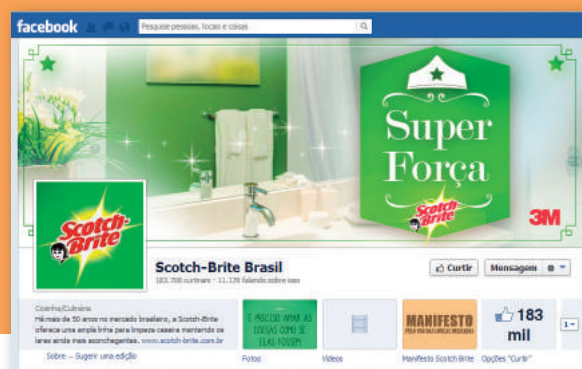 facebook
Pesquise pessoas, locais e coisas
Super
Força
Scotch-
Brite
3M
Scotch-
Brite
Scotch-Brite Brasil
183.708 curtiram · 11.178 falando sobre isso
Curtir
Mensagem
Cozinha/Culinária
Há mais de 50 anos no mercado brasileiro, a Scotch-Brite
oferece uma ampla linha para limpeza caseira mantendo os
lares ainda mais aconchegantes. www.scotch-brite.com.br
Sobre – Sugerir uma edição
É PRECISO AMAR AS
COISAS COMO SE
ELAS FOSSEM
Fotos
Vídeos
MANIFESTO
Manifesto Scotch Brite
183
mil
Opções "Curtir"
1